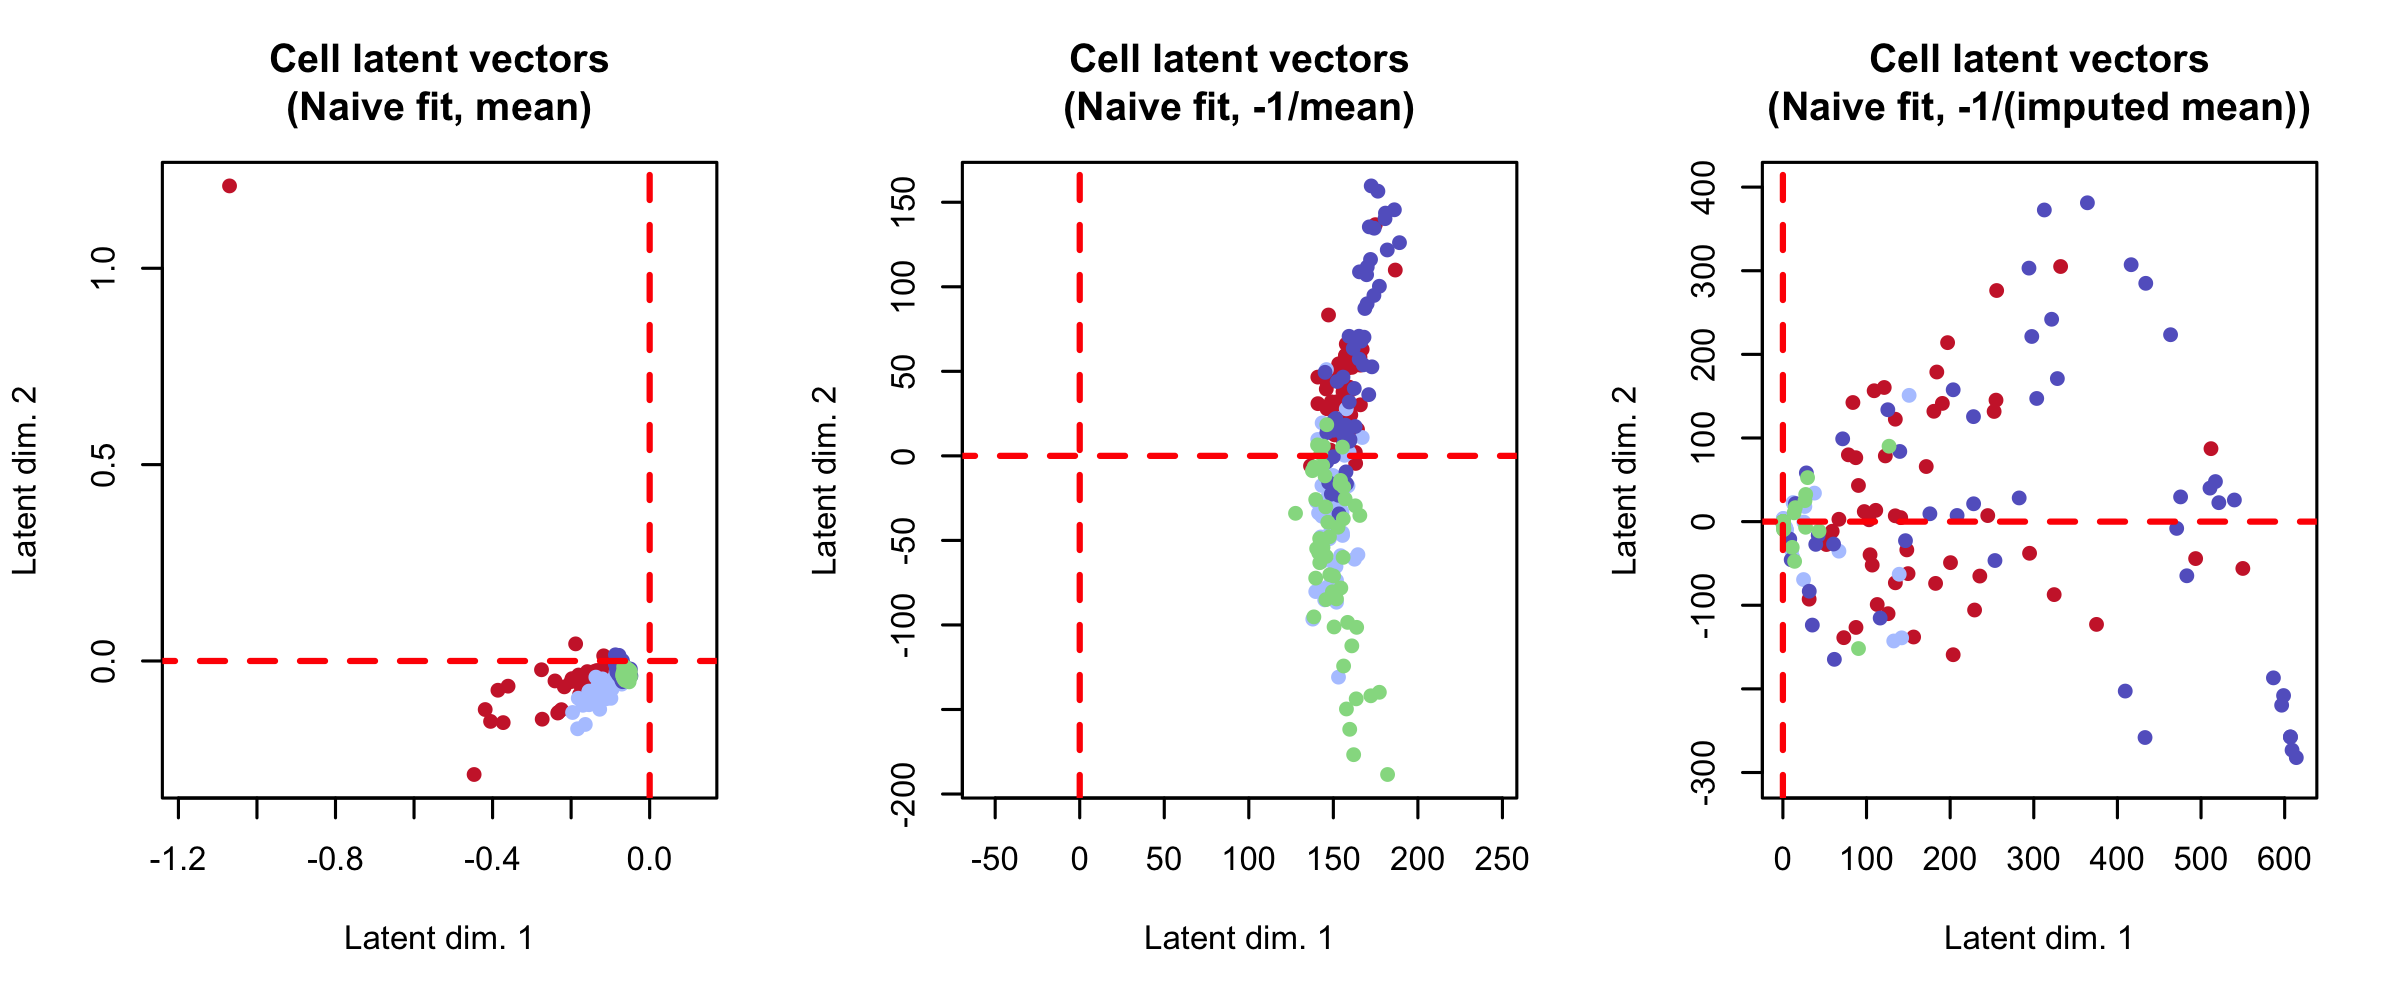 Cell latent vectors
(Naive fit, mean)
Latent dim. 2
1.0
0.5
0.0
-1.2 -0.8 -0.4 0.0
Latent dim. 1
Cell latent vectors
(Naive fit, -1/mean)
Latent dim. 2
150
100
50
0
-50
-100
-200
-50 0 50 100 150 200 250
Latent dim. 1
Cell latent vectors
(Naive fit, -1/(imputed mean))
Latent dim. 2
400
300
200
100
0
-100
-300
0 100 200 300 400 500 600
Latent dim. 1